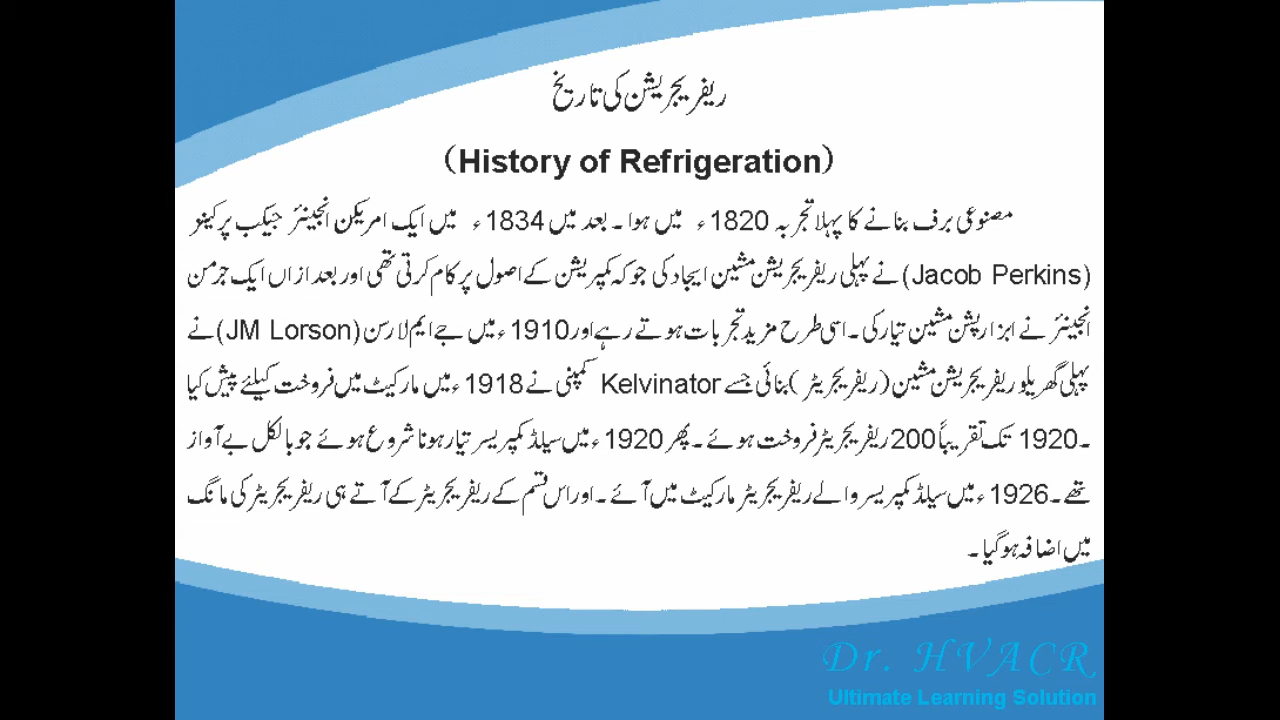 ریفریجریشن کی تاریخ
(History of Refrigeration)
مصنوعی برف بنانے کا پہلا تجربہ 1820ء میں ہوا۔ بعد میں 1834ء میں ایک امریکن انجینئر جیکب پرکینز
(Jacob Perkins) نے پہلی ریفریجریشن مشین ایجاد کی جو کہ کمپریشن کے اصول پر کام کرتی تھی اور بعد ازاں ایک جرمن
انجینئر نے ابزارپشن مشین تیار کی۔ اسی طرح مزید تجربات ہوتے رہے اور 1910ء میں جے ایم لارسن (JM Lorson) نے
پہلی گھریلو ریفریجریشن مشین (ریفریجریٹر) بنائی جسے Kelvinator کمپنی نے 1918ء میں مارکیٹ میں فروخت کیلئے پیش کیا
۔1920 تک تقریباً 200 ریفریجریٹر فروخت ہوئے۔ پھر 1920ء میں سیلڈ کمپریسر تیار ہونا شروع ہوئے جو بالکل بے آواز
تھے۔ 1926ء میں سیلڈ کمپریسر والے ریفریجریٹر مارکیٹ میں آئے۔ اور اس قسم کے ریفریجریٹر کے آتے ہی ریفریجریٹر کی مانگ
میں اضافہ ہو گیا۔
Dr. HVACR
Ultimate Learning Solution